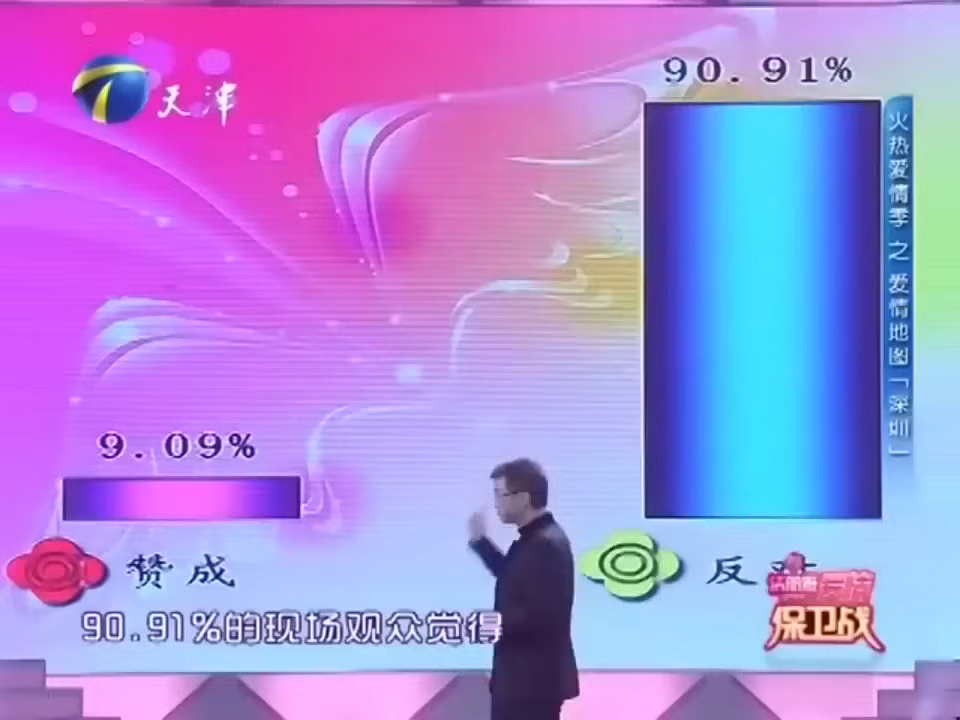 天津
90.91%
火热爱情季之爱情地图「深圳」
9.09%
赞成
反对
保卫战
90.91%的现场观众觉得